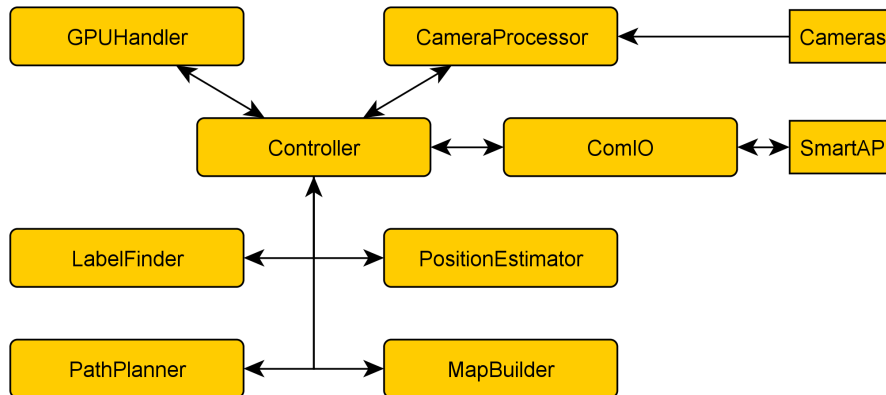 GPUHandler
CameraProcessor
Cameras
Controller
ComIO
SmartAP
LabelFinder
PositionEstimator
PathPlanner
MapBuilder